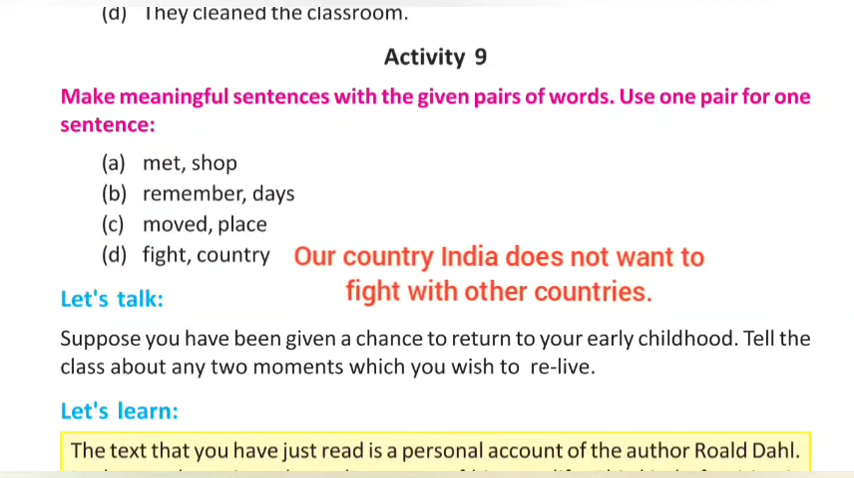 (d) They cleaned the classroom.
Activity 9
Make meaningful sentences with the given pairs of words. Use one pair for one
sentence:
(a) met, shop
(b) remember, days
(c) moved, place
(d) fight, country Our country India does not want to
fight with other countries.
Let's talk:
Suppose you have been given a chance to return to your early childhood. Tell the
class about any two moments which you wish to re-live.
Let's learn:
The text that you have just read is a personal account of the author Roald Dahl.